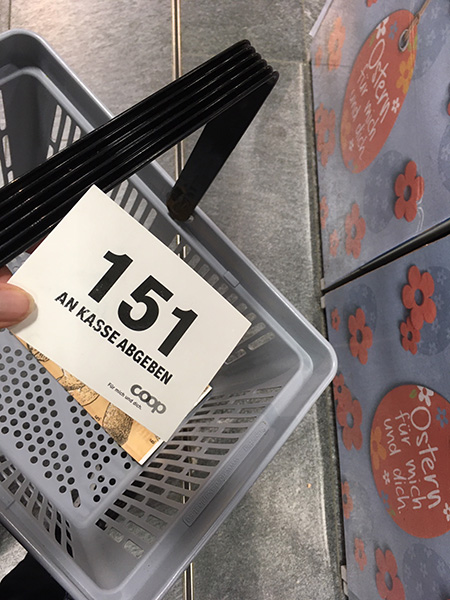 151
AN KASSE ABGEBEN
coop
Für mich und dich.
Ostern
für mich
und dich.
Ostern
für mich
und
dich.